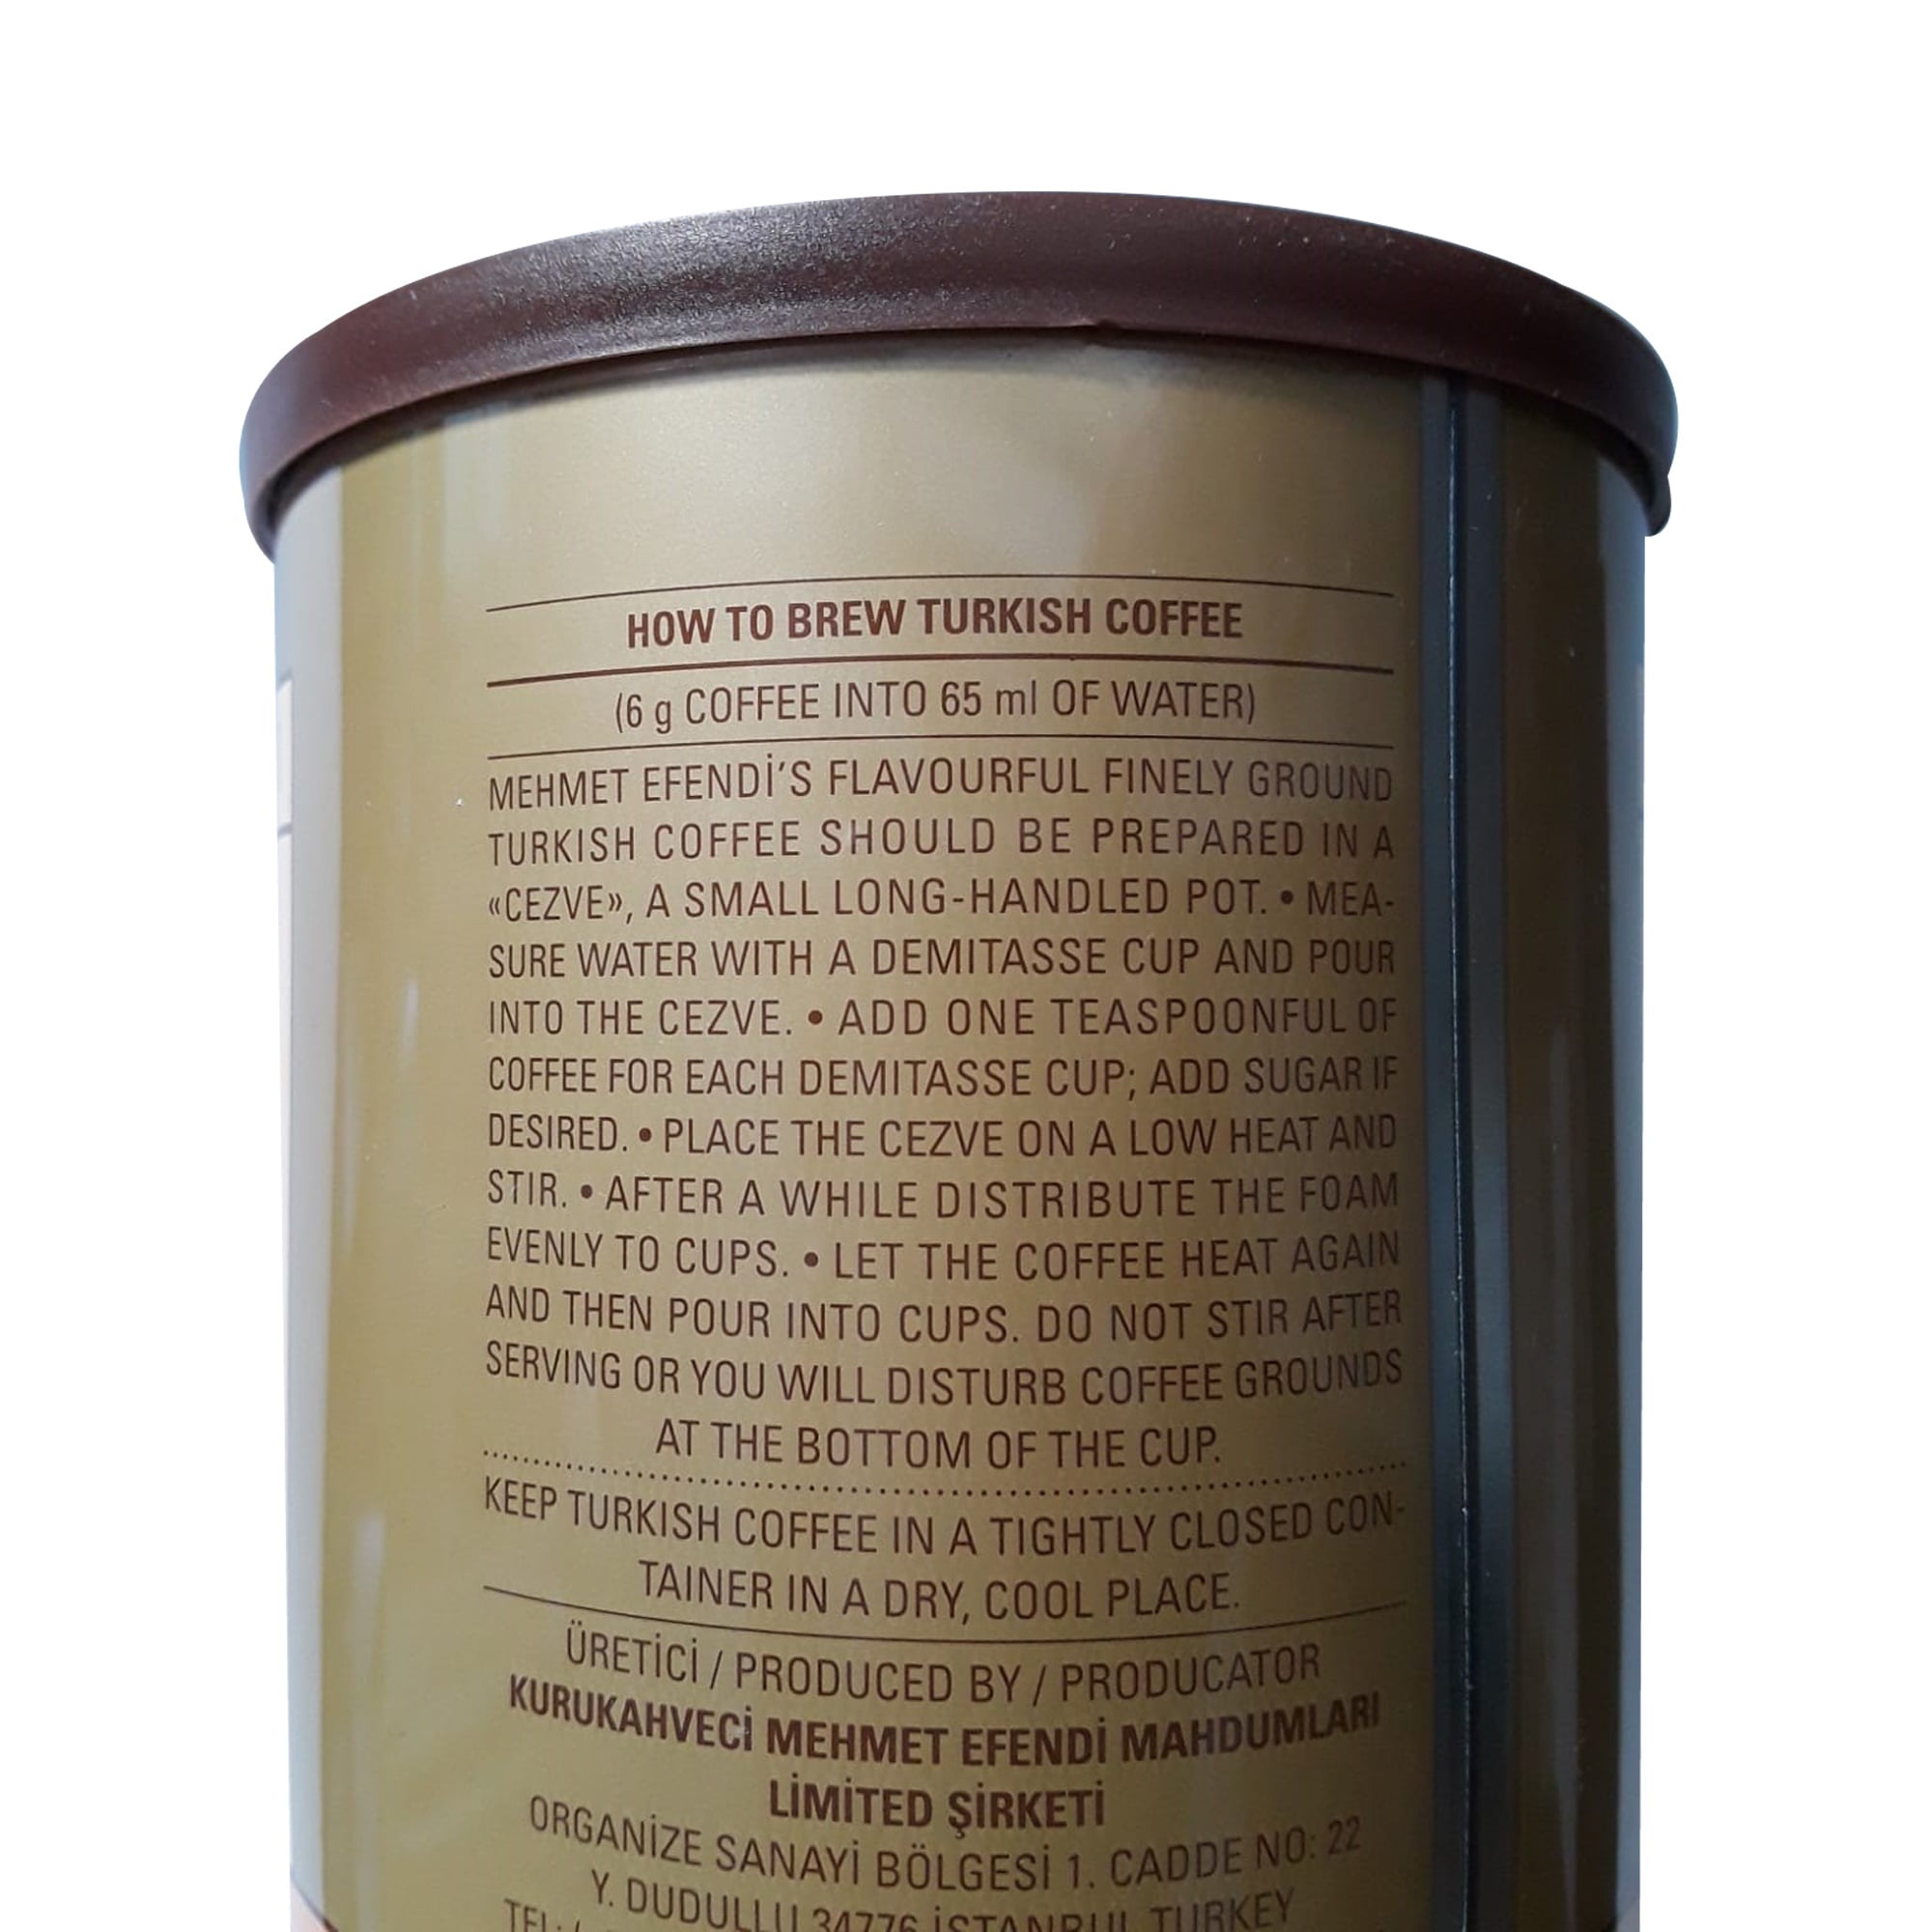 HOW TO BREW TURKISH COFFEE
(6 g COFFEE INTO 65 ml OF WATER)
MEHMET EFENDİ'S FLAVOURFUL FINELY GROUND
TURKISH COFFEE SHOULD BE PREPARED IN A
«CEZVE», A SMALL LONG-HANDLED POT. • MEA-
SURE WATER WITH A DEMITASSE CUP AND POUR
INTO THE CEZVE. • ADD ONE TEASPOONFUL OF
COFFEE FOR EACH DEMITASSE CUP; ADD SUGAR IF
DESIRED. • PLACE THE CEZVE ON A LOW HEAT AND
STIR. • AFTER A WHILE DISTRIBUTE THE FOAM
EVENLY TO CUPS. • LET THE COFFEE HEAT AGAIN
AND THEN POUR INTO CUPS. DO NOT STIR AFTER
SERVING OR YOU WILL DISTURB COFFEE GROUNDS
AT THE BOTTOM OF THE CUP.
KEEP TURKISH COFFEE IN A TIGHTLY CLOSED CON-
TAINER IN A DRY, COOL PLACE.
ÜRETİCİ / PRODUCED BY / PRODUCATOR
KURUKAHVECİ MEHMET EFENDİ MAHDUMLARI
LİMİTED ŞİRKETİ
ORGANİZE SANAYİ BÖLGESİ 1. CADDE NO: 22
Y. DUDULLU 34776 İSTANBUL TURKEY
TEL: